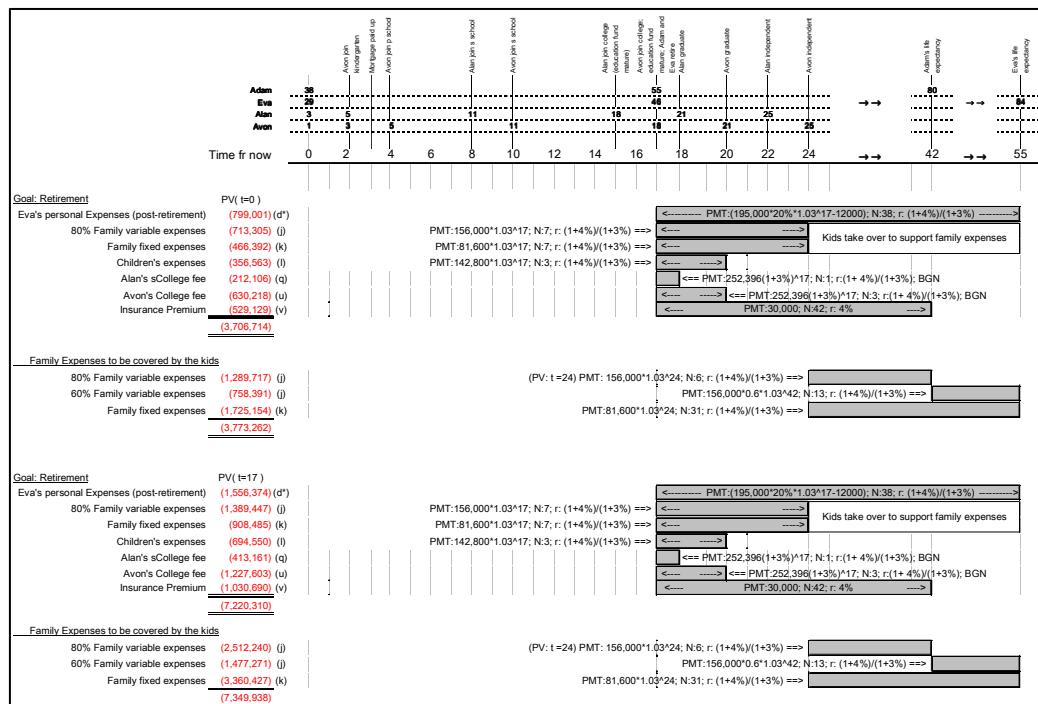 Avon join kindergarten
Mortgage paid up
Avon join p school
Alan join s school
Avon join s school
Alan join college (education fund mature)
Avon join college; education fund mature; Adam and Eva retire
Alan graduate
Avon graduate
Alan independent
Avon independent
Adam's life expectancy
Eva's life expectancy
Adam 38 55 80
Eva 29 46 →→ →→ 84
Alan 3 5 11 15 21 25
Avon 1 3 5 11 18 21 25
Time fr now 0 2 4 6 8 10 12 14 16 18 20 22 24 →→ 42 →→ 55
Goal: Retirement PV( t=0)
Eva's personal Expenses (post-retirement) (799,001) (d*) <---------- PMT:(195,000*20%*1.03^17-12000); N:38; r: (1+4%)/(1+3%) ---------->
80% Family variable expenses (713,305) (j) PMT:156,000*1.03^17; N:7; r: (1+4%)/(1+3%) ==> <---- -----> Kids take over to support family expenses
Family fixed expenses (466,392) (k) PMT:81,600*1.03^17; N:7; r: (1+4%)/(1+3%) ==> <---- ----->
Children's expenses (356,563) (l) PMT:142,800*1.03^17; N:3; r: (1+4%)/(1+3%) ==> <---- ----->
Alan's sCollege fee (212,106) (q) <== PMT:252,396(1+3%)^17; N:1; r:(1+ 4%)/(1+3%); BGN
Avon's College fee (630,218) (u) <---- ----> <== PMT:252,396(1+3%)^17; N:3; r:(1+ 4%)/(1+3%); BGN
Insurance Premium (529,129) (v) <---- PMT:30,000; N:42; r: 4% ---->
(3,706,714)
Family Expenses to be covered by the kids
80% Family variable expenses (1,289,717) (j) (PV: t =24) PMT: 156,000*1.03^24; N:6; r: (1+4%)/(1+3%) ==>
60% Family variable expenses (758,391) (j) PMT:156,000*0.6*1.03^42; N:13; r: (1+4%)/(1+3%) ==>
Family fixed expenses (1,725,154) (k) PMT:81,600*1.03^24; N:31; r: (1+4%)/(1+3%) ==>
(3,773,262)
Goal: Retirement PV( t=17)
Eva's personal Expenses (post-retirement) (1,556,374) (d*) <---------- PMT:(195,000*20%*1.03^17-12000); N:38; r: (1+4%)/(1+3%) ---------->
80% Family variable expenses (1,389,447) (j) PMT:156,000*1.03^17; N:7; r: (1+4%)/(1+3%) ==> <---- -----> Kids take over to support family expenses
Family fixed expenses (908,485) (k) PMT:81,600*1.03^17; N:7; r: (1+4%)/(1+3%) ==> <---- ----->
Children's expenses (694,550) (l) PMT:142,800*1.03^17; N:3; r: (1+4%)/(1+3%) ==> <---- ----->
Alan's sCollege fee (413,161) (q) <== PMT:252,396(1+3%)^17; N:1; r:(1+ 4%)/(1+3%); BGN
Avon's College fee (1,227,603) (u) <---- ----> <== PMT:252,396(1+3%)^17; N:3; r:(1+ 4%)/(1+3%); BGN
Insurance Premium (1,030,690) (v) <---- PMT:30,000; N:42; r: 4% ---->
(7,220,310)
Family Expenses to be covered by the kids
80% Family variable expenses (2,512,240) (j) (PV: t =24) PMT: 156,000*1.03^24; N:6; r: (1+4%)/(1+3%) ==>
60% Family variable expenses (1,477,271) (j) PMT:156,000*0.6*1.03^42; N:13; r: (1+4%)/(1+3%) ==>
Family fixed expenses (3,360,427) (k) PMT:81,600*1.03^24; N:31; r: (1+4%)/(1+3%) ==>
(7,349,938)